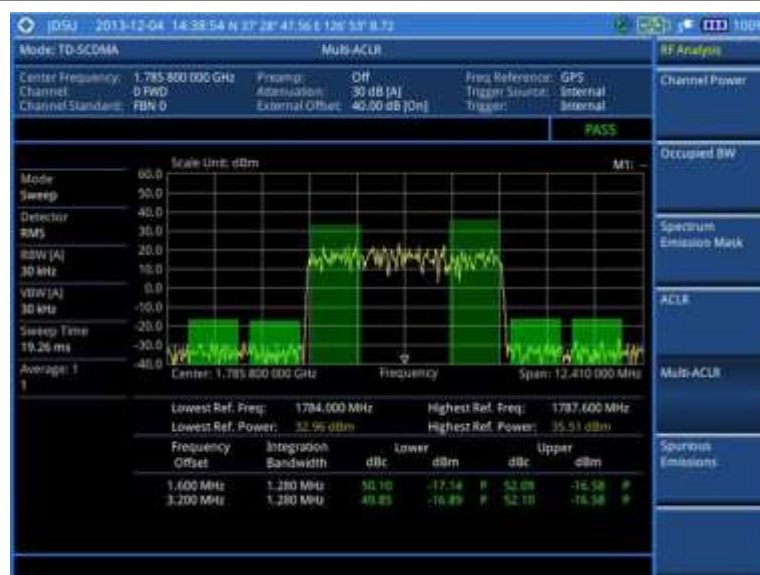 JDSU 2013-12-04 14:38:54 N 37° 28' 47.56 E 126° 53' 8.72 100%
Mode: TD-SCDMA Multi-ACLR RF Analysis
Center Frequency: 1.785 800 000 GHz Preamp: Off Freq Reference: GPS
Channel: 0 FWD Attenuation: 30 dB [A] Trigger Source: Internal
Channel Standard: FBN 0 External Offset: 40.00 dB [On] Trigger: Internal
Channel Power
PASS
Occupied BW
Scale Unit: dBm M1: --
Mode
Sweep
Detector
RMS
RBW [A]
30 kHz
VBW [A]
30 kHz
Sweep Time
19.26 ms
Average: 1
1
60.0
50.0
40.0
30.0
20.0
10.0
0.0
-10.0
-20.0
-30.0
-40.0
Center: 1.785 800 000 GHz Frequency Span: 12.410 000 MHz
Spectrum
Emission Mask
ACLR
Multi-ACLR
Lowest Ref. Freq: 1784.000 MHz Highest Ref. Freq: 1787.600 MHz
Lowest Ref. Power: 32.96 dBm Highest Ref. Power: 35.51 dBm
Frequency Integration Lower Upper
Offset Bandwidth dBc dBm dBc dBm
1.600 MHz 1.280 MHz 50.10 -17.14 P 52.09 -16.58 P
3.200 MHz 1.280 MHz 49.85 -16.89 P 52.10 -16.58 P
Spurious
Emissions